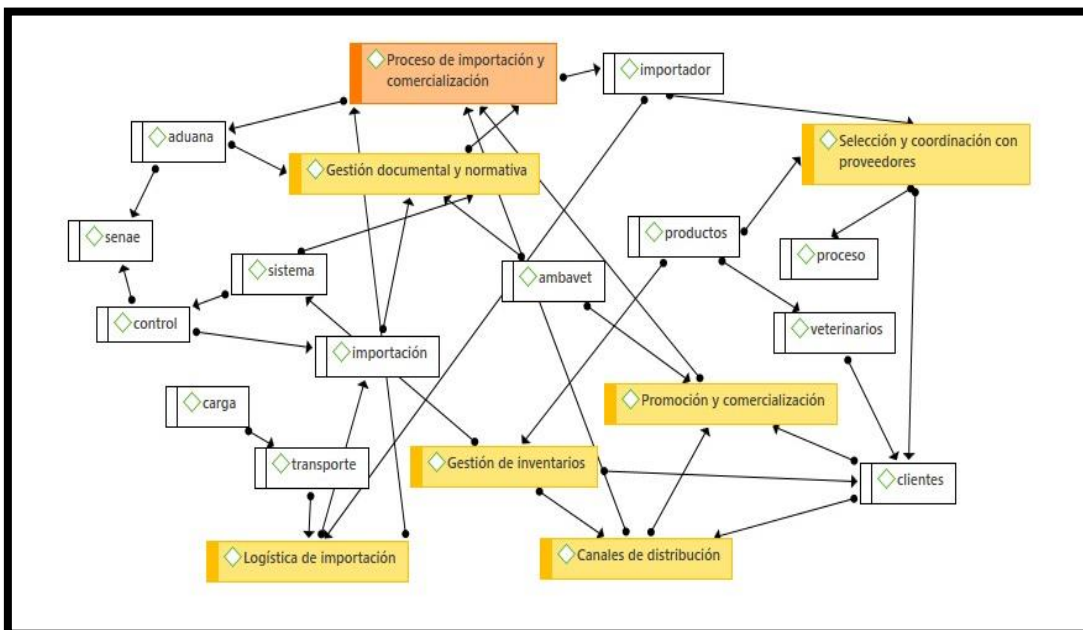 Proceso de importación y
comercialización
importador
aduana
Selección y coordinación con
proveedores
Gestión documental y normativa
senae
productos
proceso
sistema
ambavet
control
veterinarios
importación
carga
Promoción y comercialización
transporte
Gestión de inventarios
clientes
Logística de importación
Canales de distribución